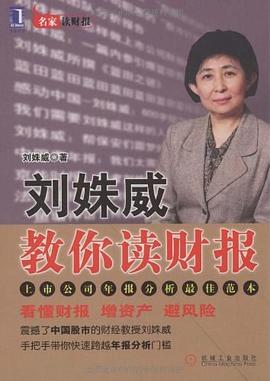 名家读财报
刘姝威◎著
刘姝威
教你读财报
上市公司年报分析最佳范本
看懂财报 增资产 避风险
震撼了中国股市的财经教授刘姝威
手把手带你快速跨越年报分析门槛
机械工业出版社
China Machine Press